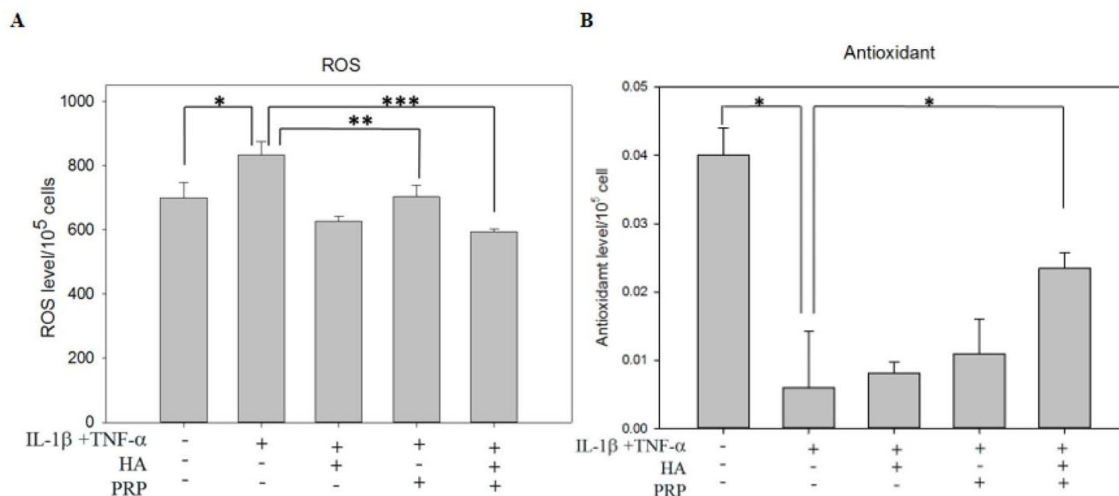 A
ROS
* ***
**
1000
800
600
400
200
0
ROS level/10⁵ cells
IL-1β +TNF-α - + + + +
HA - - + - +
PRP - - - + +
B
Antioxidant
* *
0.05
0.04
0.03
0.02
0.01
0.00
Antioxidamt level/10⁵ cell
IL-1β +TNF-α - + + + +
HA - - + - +
PRP - - - + +